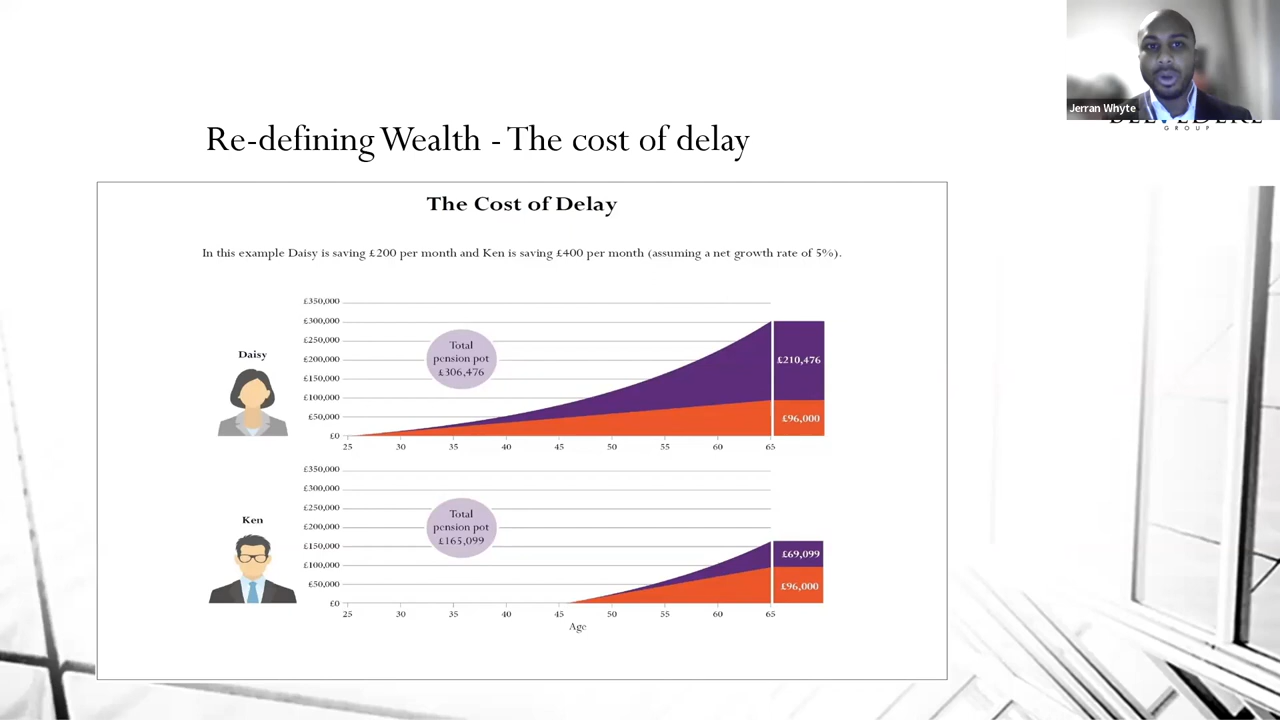 Jerran Whyte
GROUP
Re-defining Wealth - The cost of delay
The Cost of Delay
In this example Daisy is saving £200 per month and Ken is saving £400 per month (assuming a net growth rate of 5%).
Daisy
£350,000
£300,000
£250,000
£200,000
£150,000
£100,000
£50,000
£0
Total
pension pot
£306,476
£210,476
£96,000
25 30 35 40 45 50 55 60 65
Ken
£350,000
£300,000
£250,000
£200,000
£150,000
£100,000
£50,000
£0
Total
pension pot
£165,099
£69,099
£96,000
25 30 35 40 45 50 55 60 65
Age